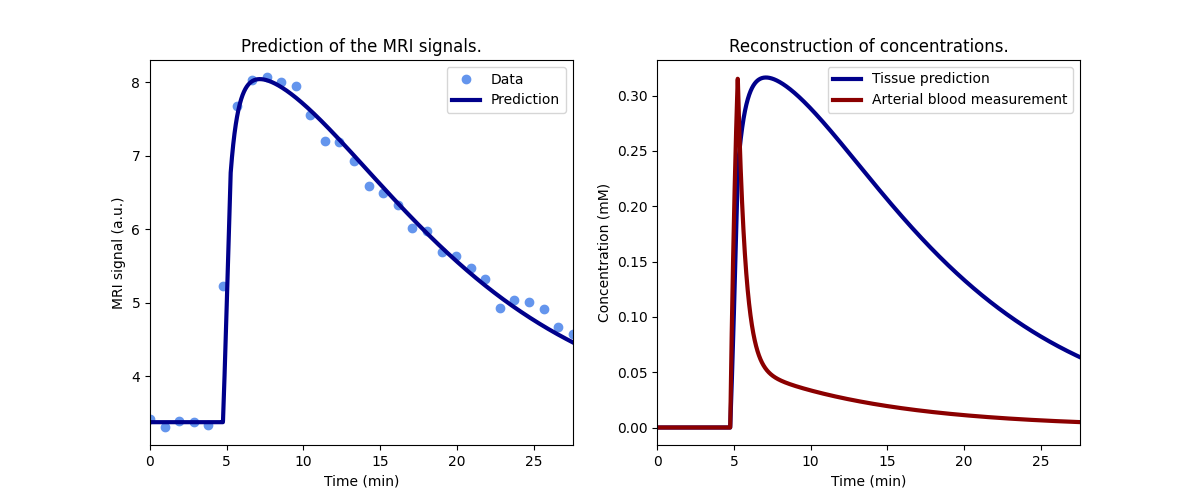 Prediction of the MRI signals.
MRI signal (a.u.)
8
7
6
5
4
0
5
10
15
20
25
Time (min)
Data
Prediction
Reconstruction of concentrations.
Concentration (mM)
0.30
0.25
0.20
0.15
0.10
0.05
0.00
0
5
10
15
20
25
Time (min)
Tissue prediction
Arterial blood measurement